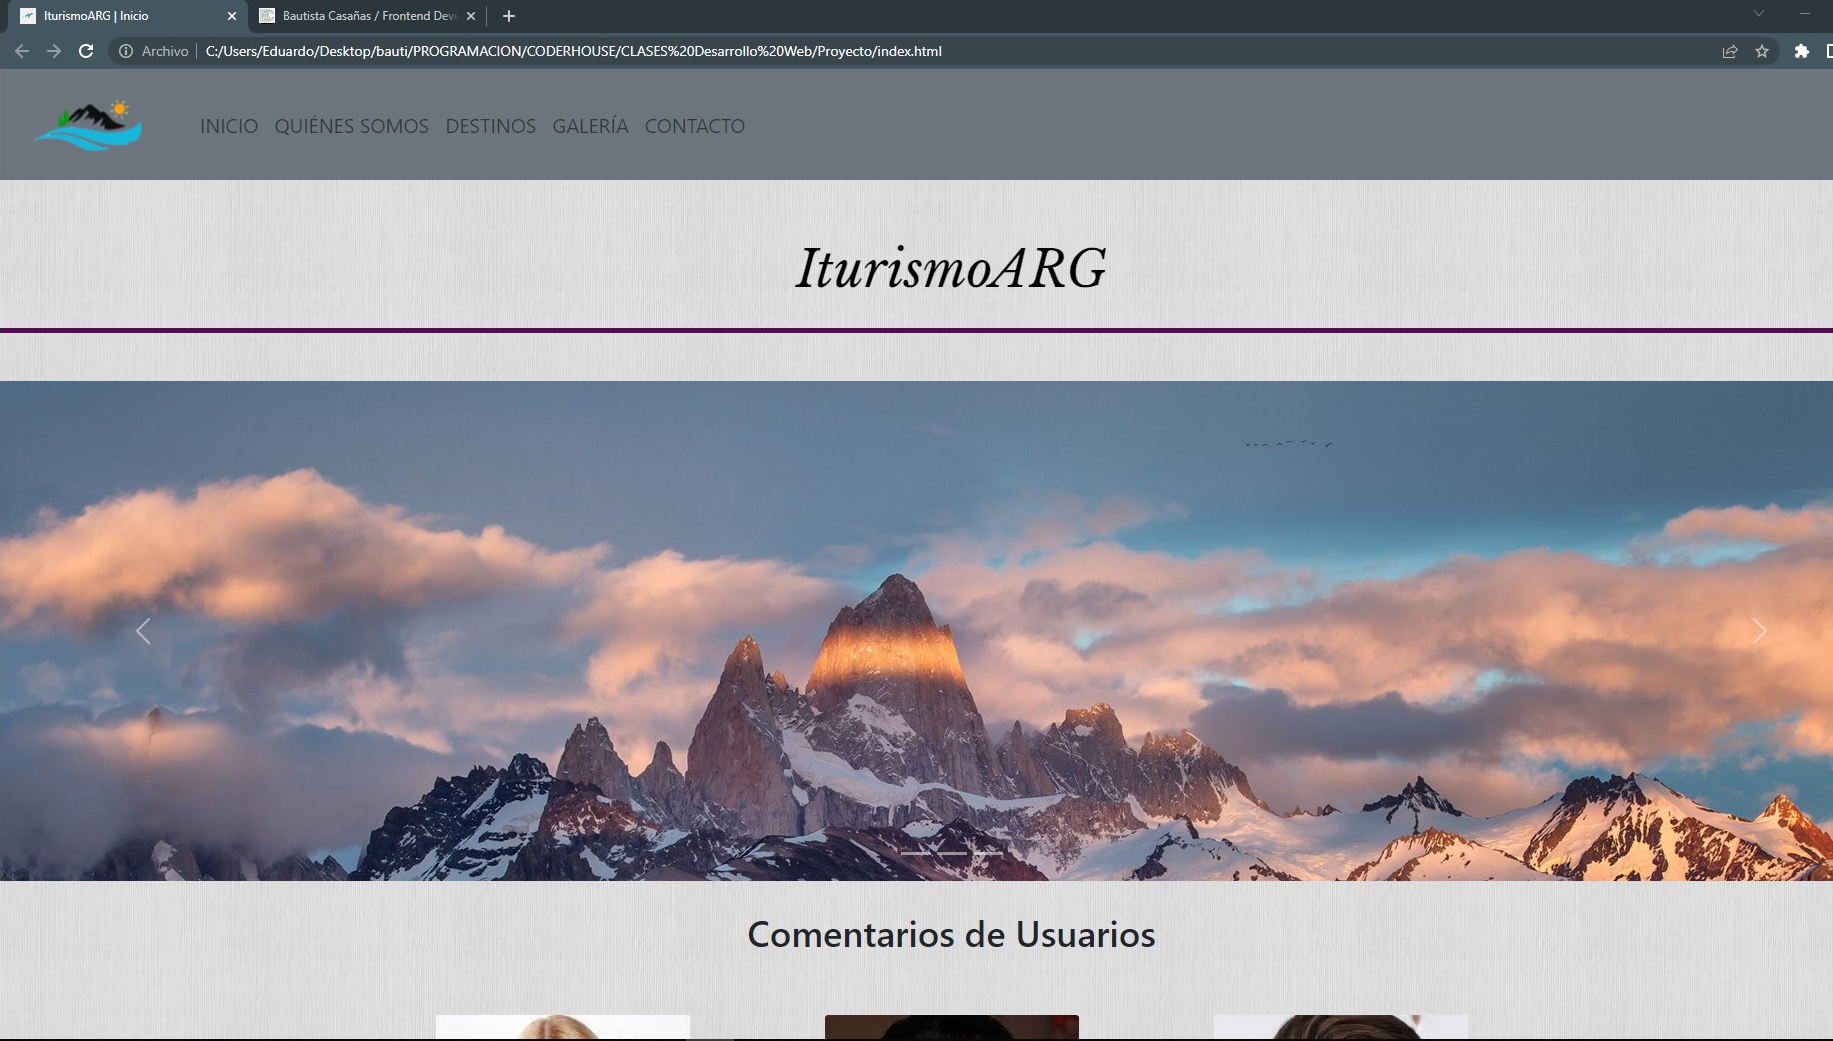 IturismoARG | Inicio
Bautista Casañas / Frontend Deve
Archivo
C:/Users/Eduardo/Desktop/bauti/PROGRAMACION/CODERHOUSE/CLASES%20Desarrollo%20Web/Proyecto/index.html
INICIO QUIÉNES SOMOS DESTINOS GALERÍA CONTACTO
IturismoARG
Comentarios de Usuarios